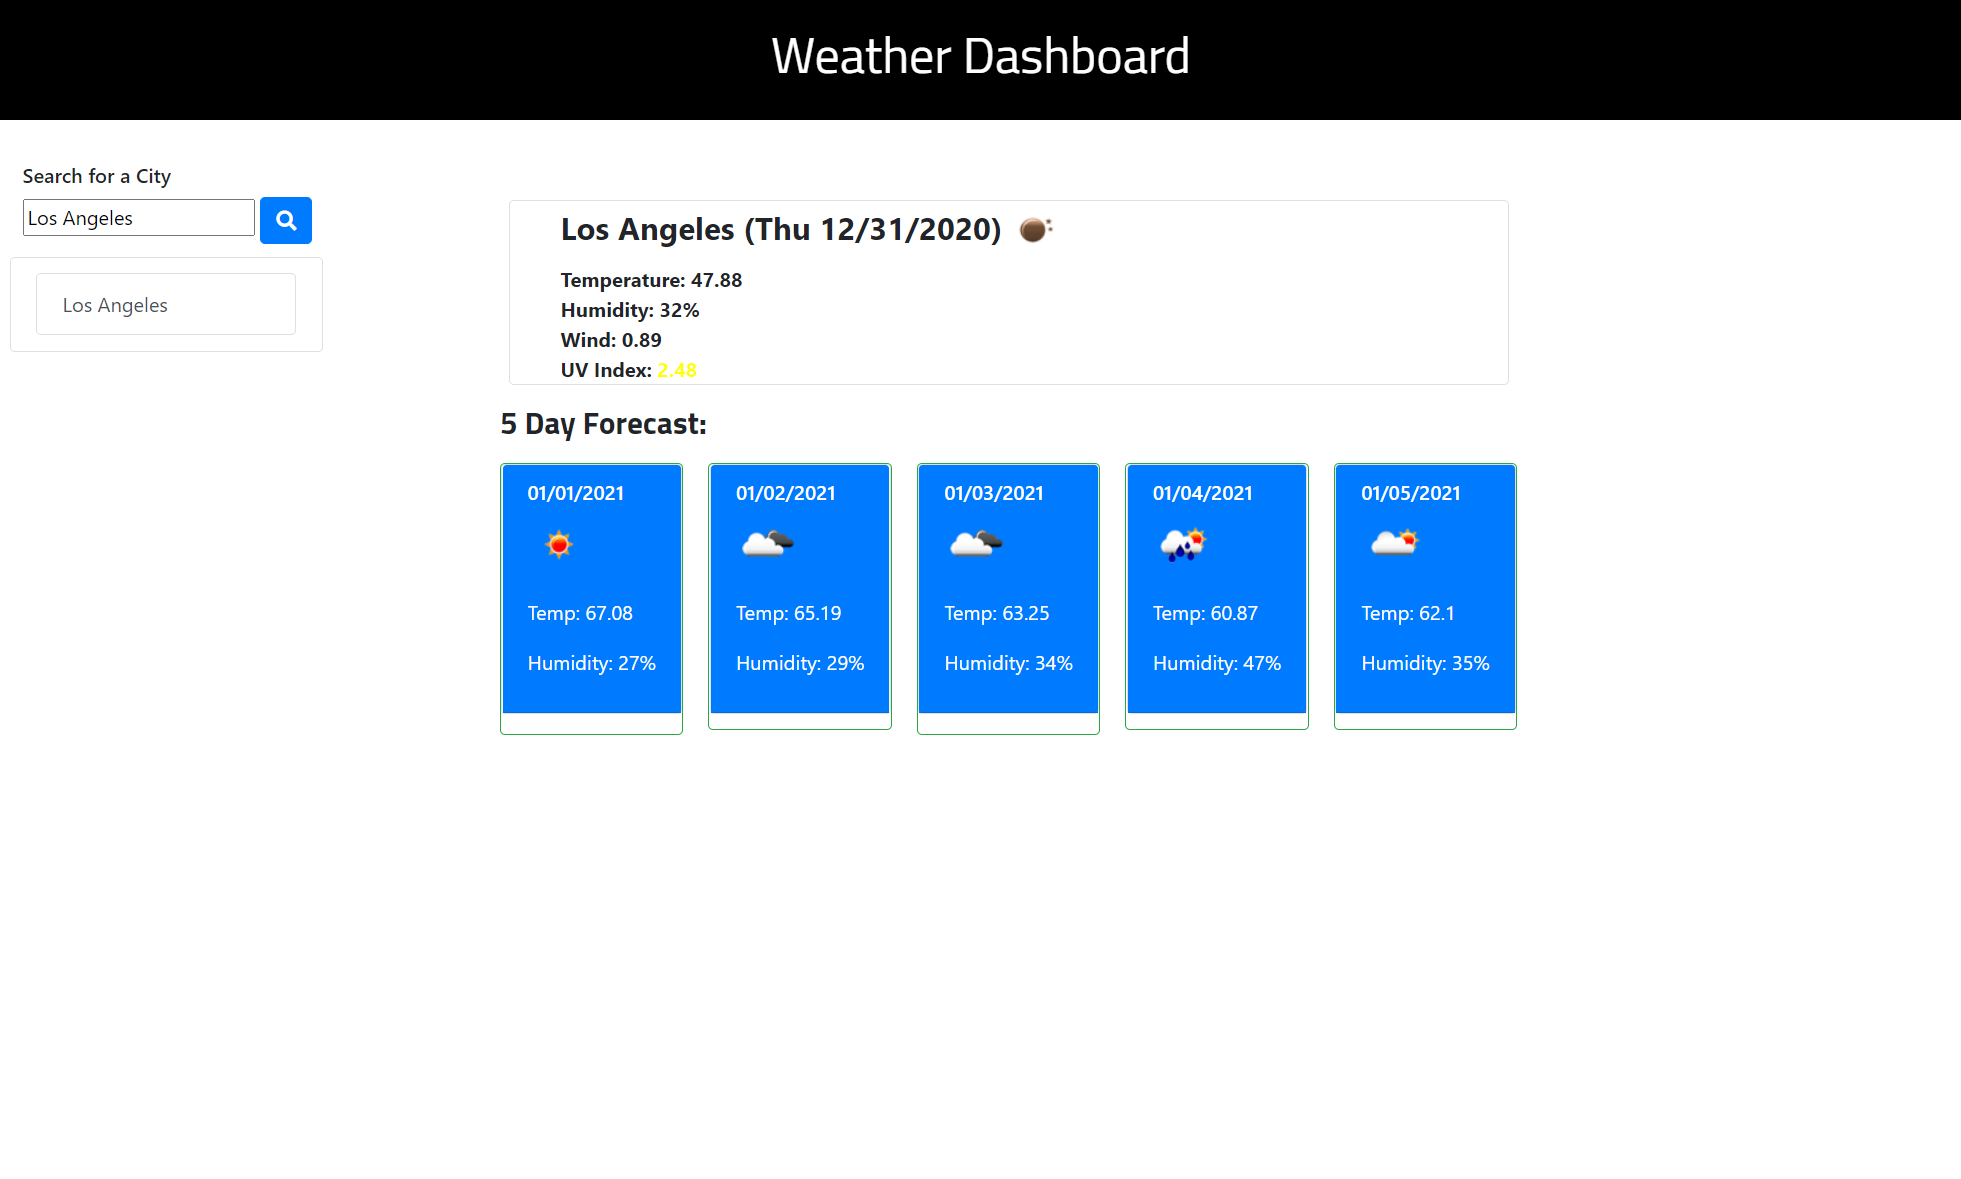 Weather Dashboard
Search for a City
Los Angeles
Los Angeles
Los Angeles (Thu 12/31/2020)
Temperature: 47.88
Humidity: 32%
Wind: 0.89
UV Index: 2.48
5 Day Forecast:
01/01/2021
Temp: 67.08
Humidity: 27%
01/02/2021
Temp: 65.19
Humidity: 29%
01/03/2021
Temp: 63.25
Humidity: 34%
01/04/2021
Temp: 60.87
Humidity: 47%
01/05/2021
Temp: 62.1
Humidity: 35%